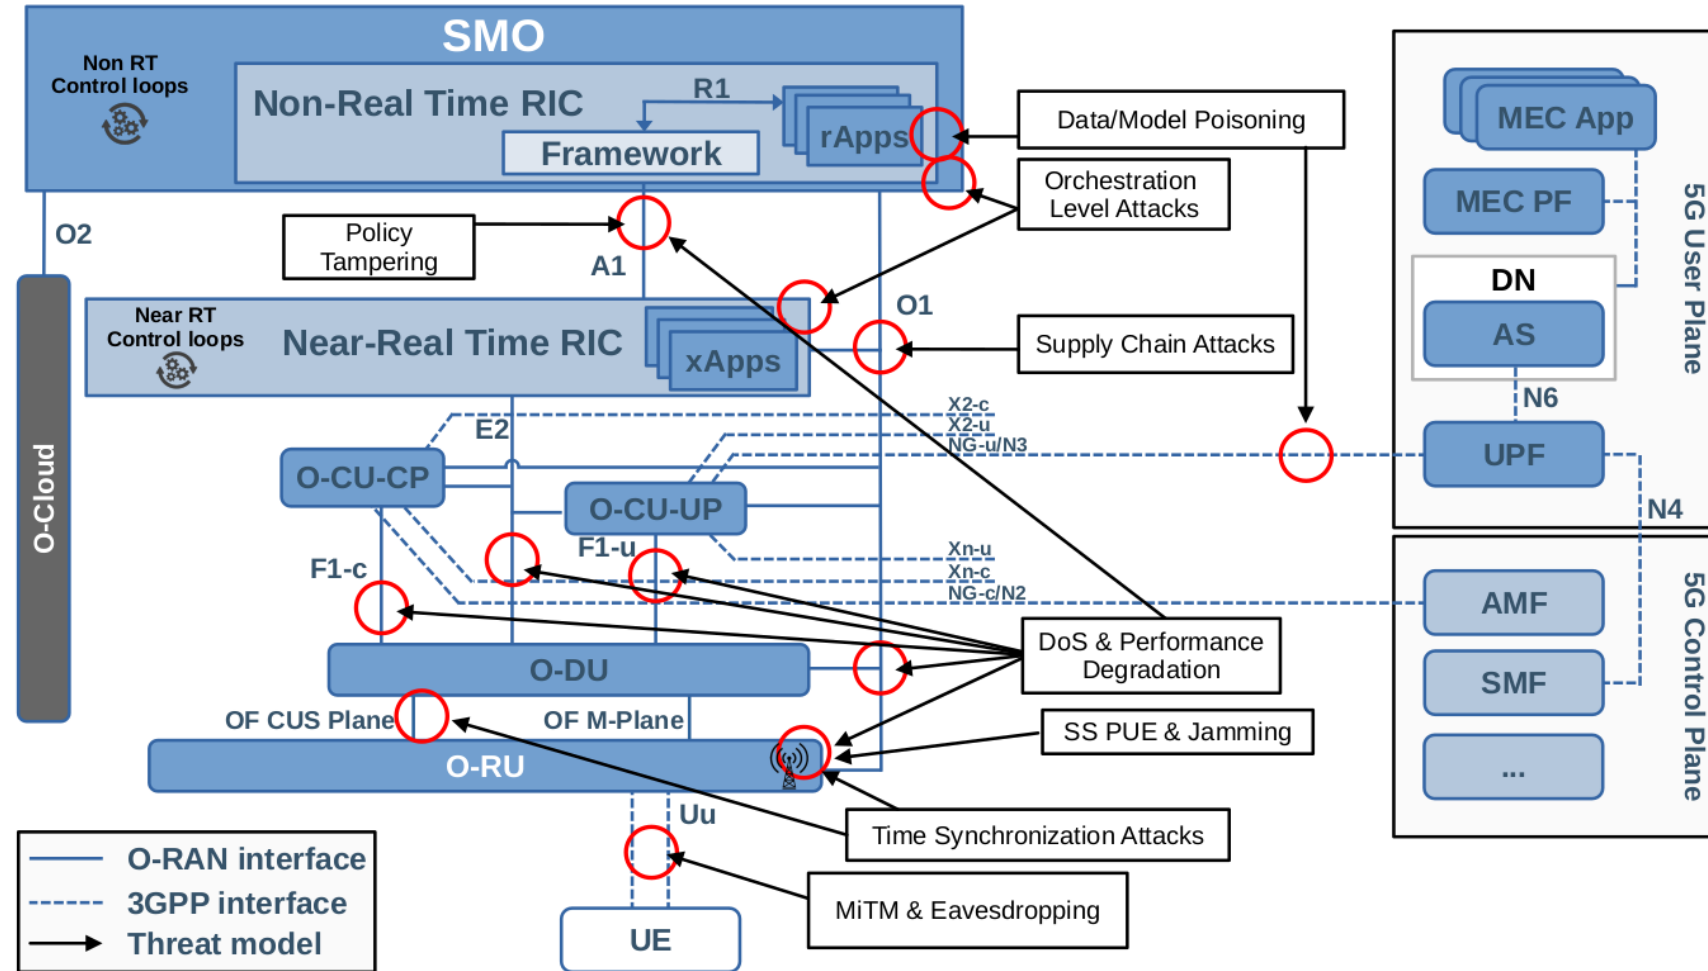 SMO
Non RT
Control loops
Non-Real Time RIC
R1
rApps
Framework
Data/Model Poisoning
Orchestration
Level Attacks
Policy
Tampering
O2
A1
O1
Near RT
Control loops
Near-Real Time RIC
xApps
Supply Chain Attacks
O-Cloud
E2
X2-c
X2-u
NG-u/N3
O-CU-CP
O-CU-UP
F1-c
F1-u
Xn-u
Xn-c
NG-c/N2
DoS & Performance
Degradation
O-DU
OF CUS Plane
OF M-Plane
SS PUE & Jamming
O-RU
Uu
Time Synchronization Attacks
MiTM & Eavesdropping
UE
MEC App
MEC PF
DN
AS
N6
UPF
N4
5G User Plane
AMF
SMF
...
5G Control Plane
O-RAN interface
3GPP interface
Threat model